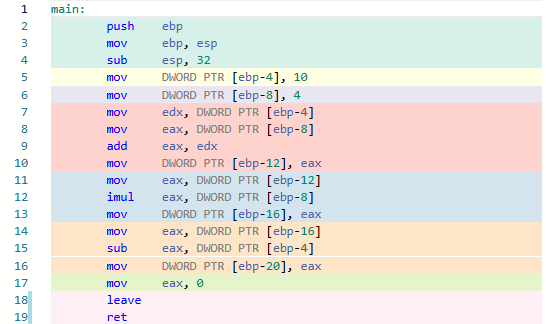 1 main:
2 push ebp
3 mov ebp, esp
4 sub esp, 32
5 mov DWORD PTR [ebp-4], 10
6 mov DWORD PTR [ebp-8], 4
7 mov edx, DWORD PTR [ebp-4]
8 mov eax, DWORD PTR [ebp-8]
9 add eax, edx
10 mov DWORD PTR [ebp-12], eax
11 mov eax, DWORD PTR [ebp-12]
12 imul eax, DWORD PTR [ebp-8]
13 mov DWORD PTR [ebp-16], eax
14 mov eax, DWORD PTR [ebp-16]
15 sub eax, DWORD PTR [ebp-4]
16 mov DWORD PTR [ebp-20], eax
17 mov eax, 0
18 leave
19 ret